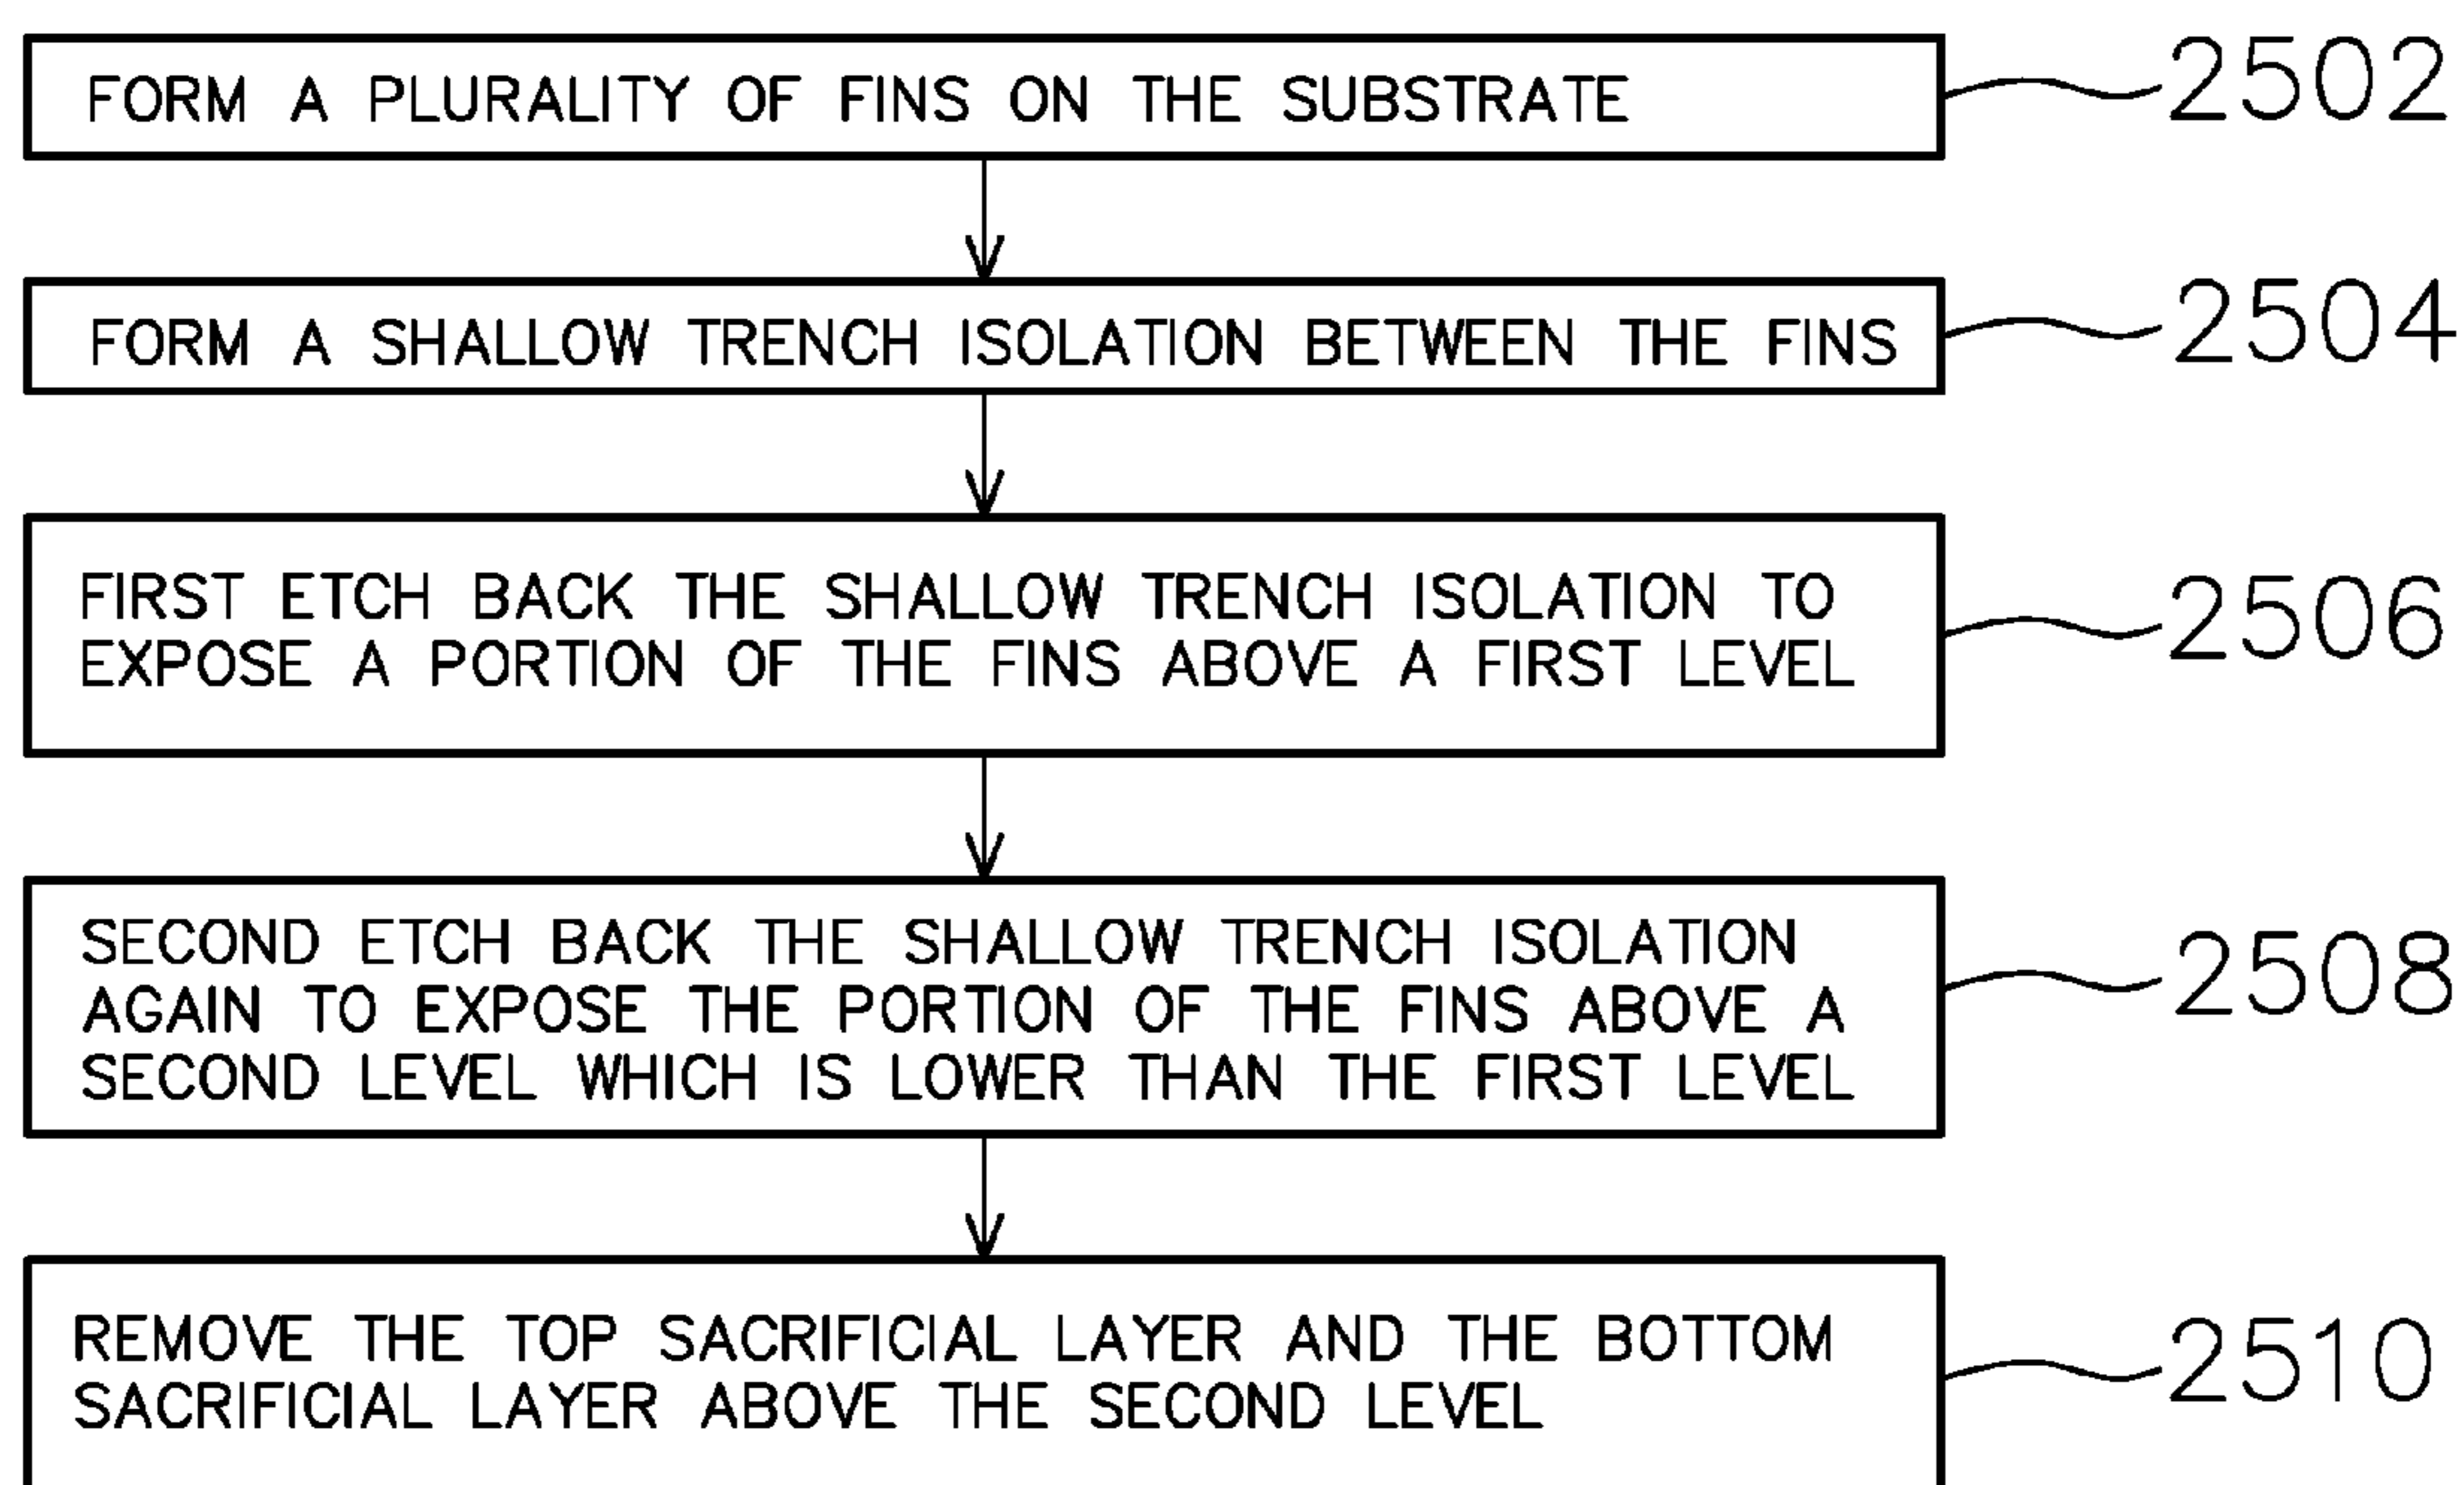 FORM A PLURALITY OF FINS ON THE SUBSTRATE
2502
FORM A SHALLOW TRENCH ISOLATION BETWEEN THE FINS
2504
FIRST ETCH BACK THE SHALLOW TRENCH ISOLATION TO
EXPOSE A PORTION OF THE FINS ABOVE A FIRST LEVEL
2506
SECOND ETCH BACK THE SHALLOW TRENCH ISOLATION
AGAIN TO EXPOSE THE PORTION OF THE FINS ABOVE A
SECOND LEVEL WHICH IS LOWER THAN THE FIRST LEVEL
2508
REMOVE THE TOP SACRIFICIAL LAYER AND THE BOTTOM
SACRIFICIAL LAYER ABOVE THE SECOND LEVEL
2510